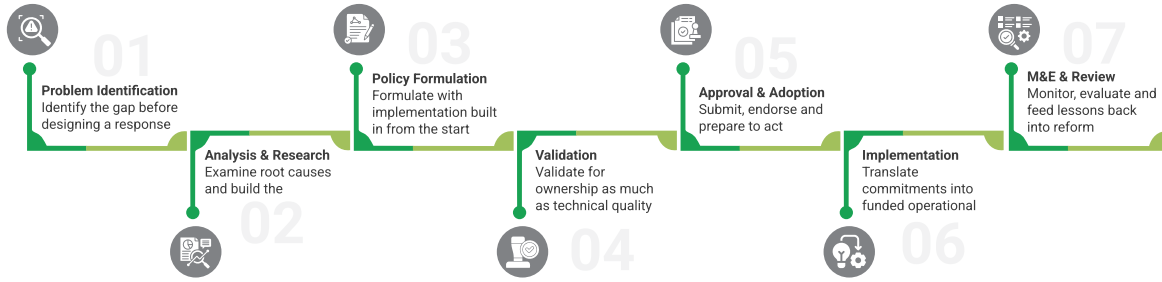 01
Problem Identification
Identify the gap before
designing a response
02
Analysis & Research
Examine root causes
and build the
03
Policy Formulation
Formulate with
implementation built
in from the start
04
Validation
Validate for
ownership as much
as technical quality
05
Approval & Adoption
Submit, endorse and
prepare to act
06
Implementation
Translate
commitments into
funded operational
07
M&E & Review
Monitor, evaluate and
feed lessons back
into reform